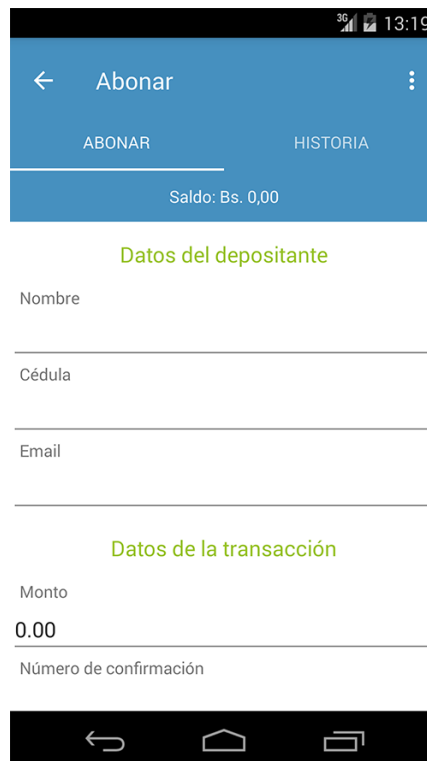 3G 13:19
Abonar
ABONAR HISTORIA
Saldo: Bs. 0,00
Datos del depositante
Nombre
Cédula
Email
Datos de la transacción
Monto
0.00
Número de confirmación